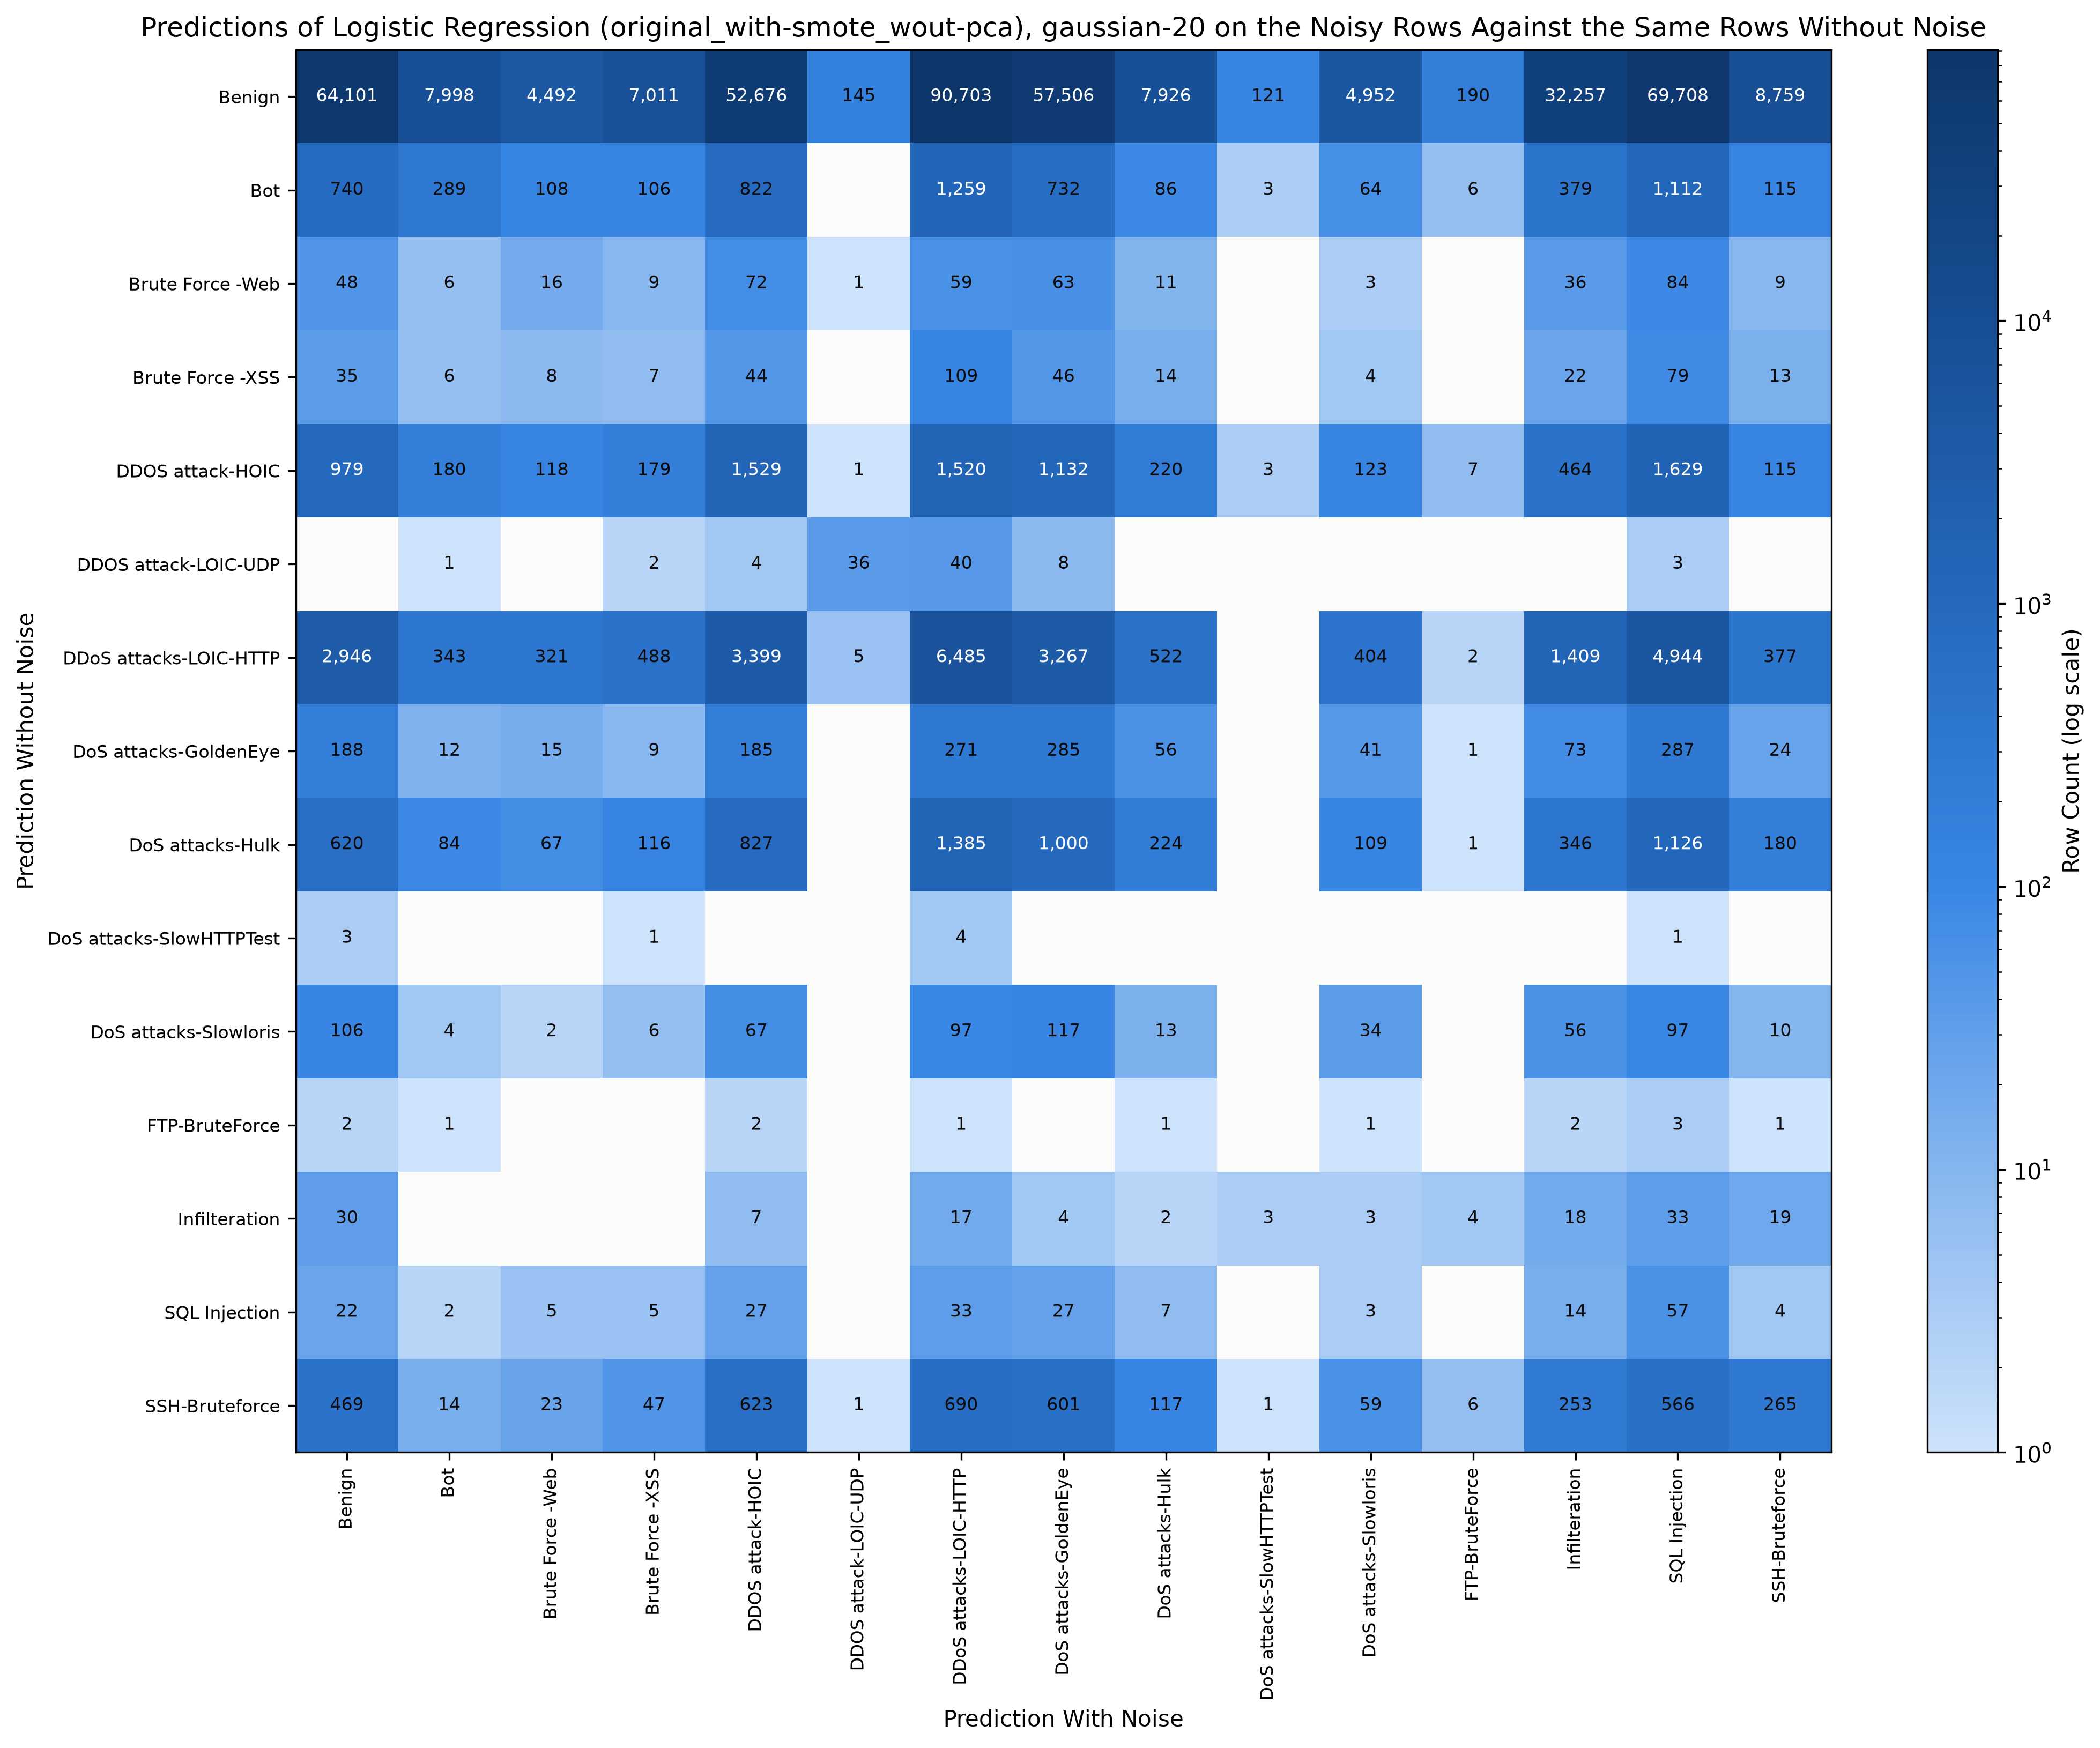 Predictions of Logistic Regression (original_with-smote_wout-pca), gaussian-20 on the Noisy Rows Against the Same Rows Without Noise
Prediction Without Noise
Benign 64,101 7,998 4,492 7,011 52,676 145 90,703 57,506 7,926 121 4,952 190 32,257 69,708 8,759
Bot 740 289 108 106 822 1,259 732 86 3 64 6 379 1,112 115
Brute Force -Web 48 6 16 9 72 1 59 63 11 3 36 84 9
Brute Force -XSS 35 6 8 7 44 109 46 14 4 22 79 13
DDOS attack-HOIC 979 180 118 179 1,529 1 1,520 1,132 220 3 123 7 464 1,629 115
DDOS attack-LOIC-UDP 1 2 4 36 40 8 3
DDoS attacks-LOIC-HTTP 2,946 343 321 488 3,399 5 6,485 3,267 522 404 2 1,409 4,944 377
DoS attacks-GoldenEye 188 12 15 9 185 271 285 56 41 1 73 287 24
DoS attacks-Hulk 620 84 67 116 827 1,385 1,000 224 109 1 346 1,126 180
DoS attacks-SlowHTTPTest 3 1 4 1
DoS attacks-Slowloris 106 4 2 6 67 97 117 13 34 56 97 10
FTP-BruteForce 2 1 2 1 1 1 2 3 1
Infilteration 30 7 17 4 2 3 3 4 18 33 19
SQL Injection 22 2 5 5 27 33 27 7 3 14 57 4
SSH-Bruteforce 469 14 23 47 623 1 690 601 117 1 59 6 253 566 265
Benign
Bot
Brute Force -Web
Brute Force -XSS
DDOS attack-HOIC
DDOS attack-LOIC-UDP
DDoS attacks-LOIC-HTTP
DoS attacks-GoldenEye
DoS attacks-Hulk
DoS attacks-SlowHTTPTest
DoS attacks-Slowloris
FTP-BruteForce
Infilteration
SQL Injection
SSH-Bruteforce
Prediction With Noise
10⁴
10³
10²
10¹
10⁰
Row Count (log scale)